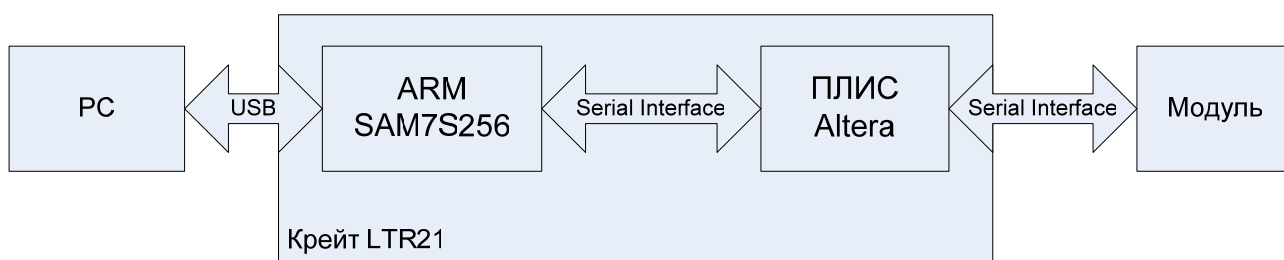 PC
USB
ARM
SAM7S256
Serial Interface
ПЛИС
Altera
Serial Interface
Модуль
Крейт LTR21